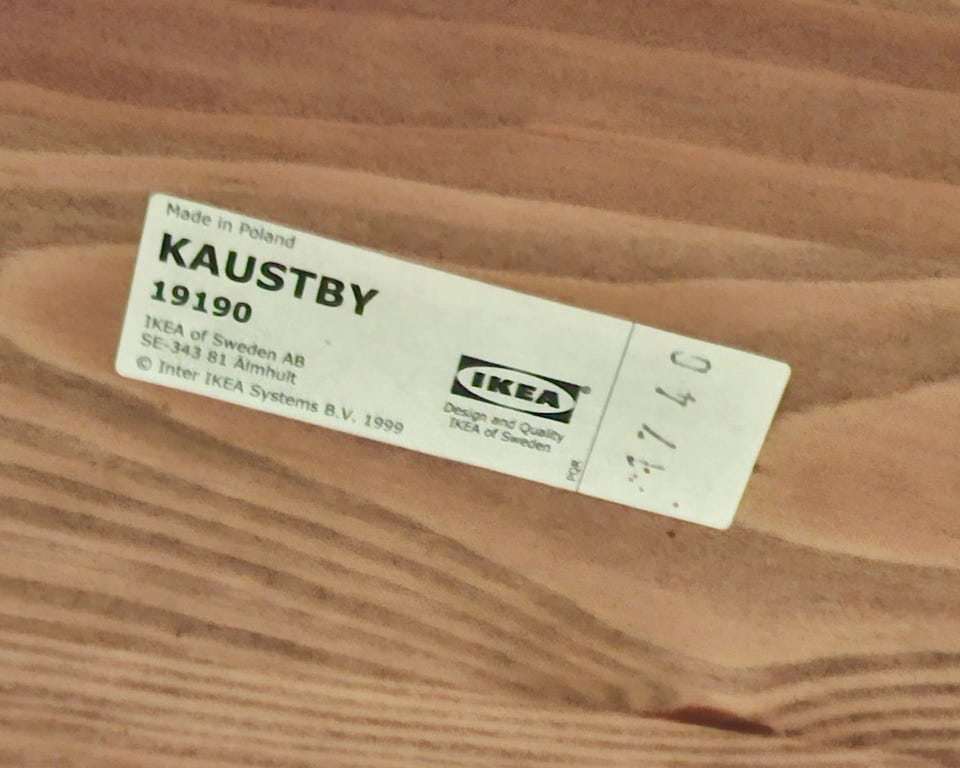 Made in Poland
KAUSTBY
19190
IKEA of Sweden AB
SE-343 81 Älmhult
© Inter IKEA Systems B.V. 1999
IKEA®
Design and Quality
IKEA of Sweden
PQR